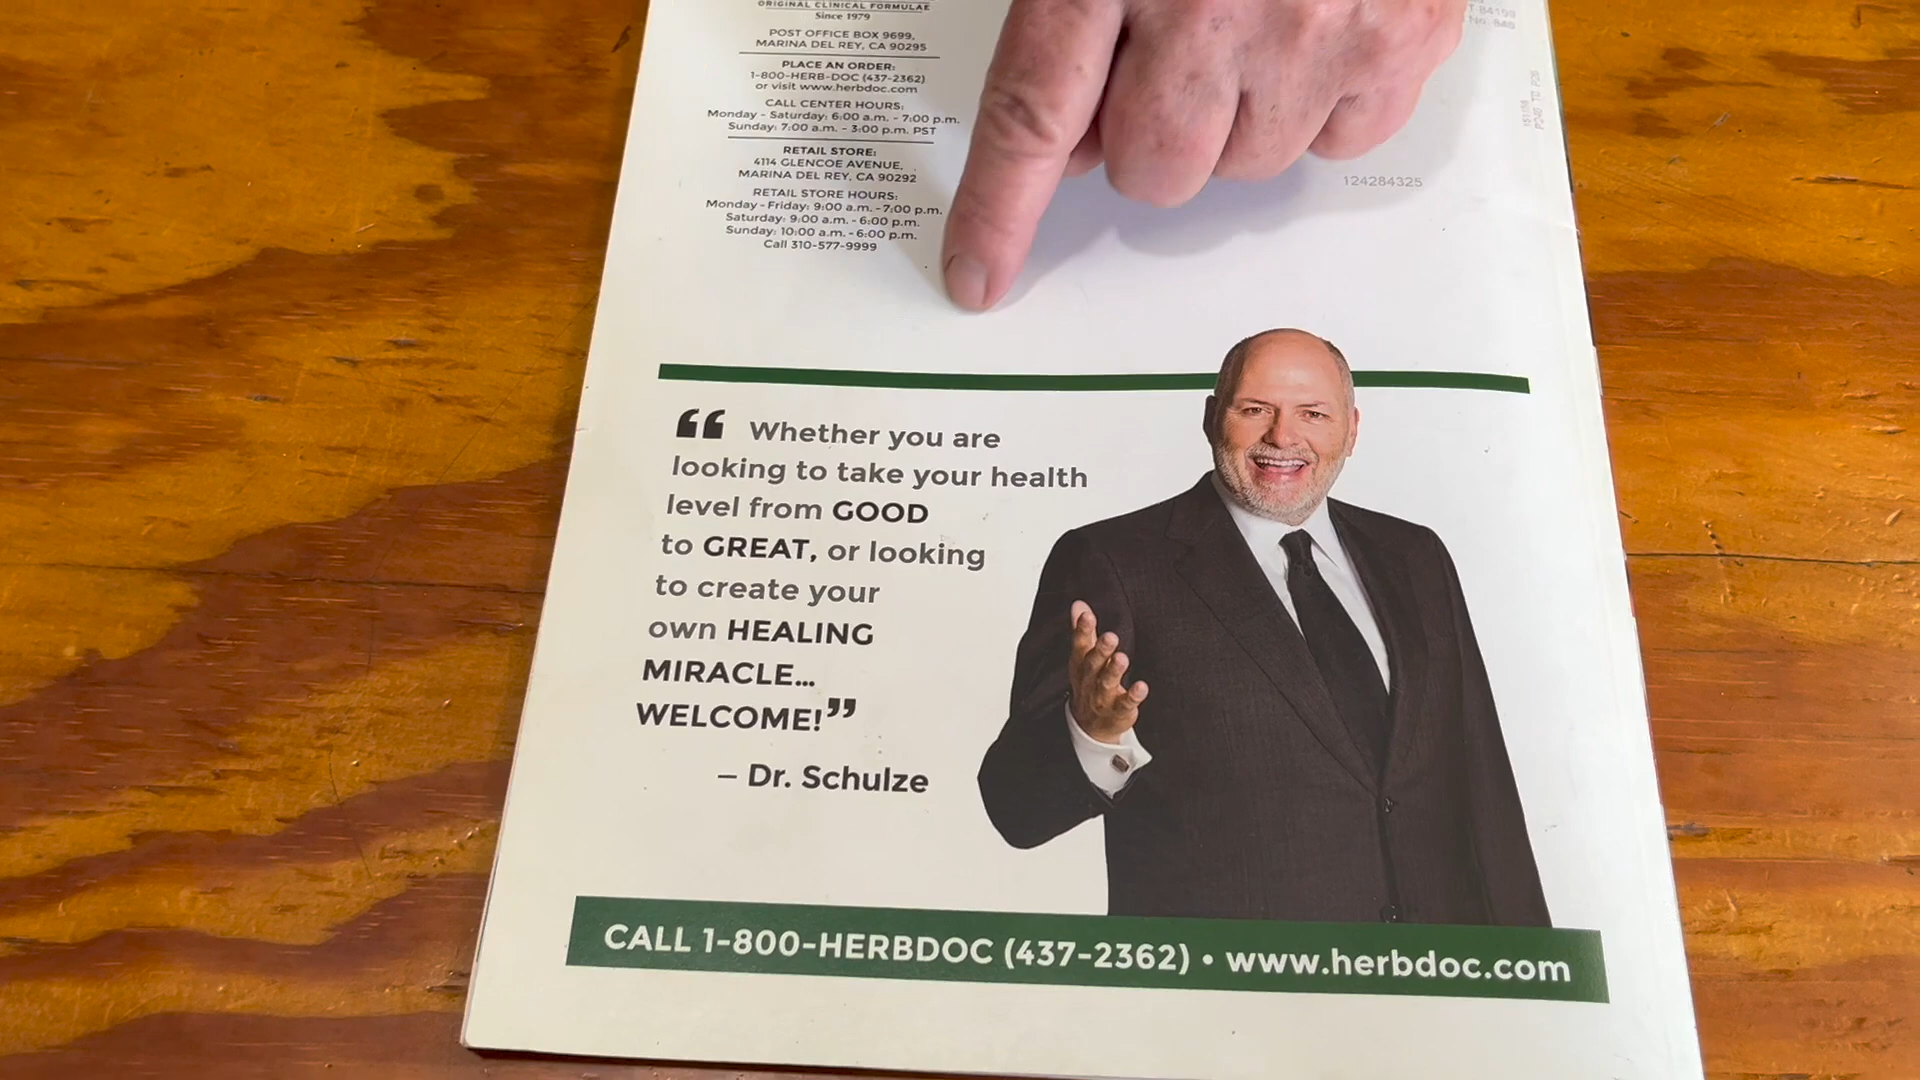 ORIGINAL CLINICAL FORMULAE
Since 1979
POST OFFICE BOX 9699,
MARINA DEL REY, CA 90295
PLACE AN ORDER:
1-800-HERB-DOC (437-2362)
or visit www.herbdoc.com
CALL CENTER HOURS:
Monday - Saturday: 6:00 a.m. - 7:00 p.m.
Sunday: 7:00 a.m. - 3:00 p.m. PST
RETAIL STORE:
4114 GLENCOE AVENUE,
MARINA DEL REY, CA 90292
RETAIL STORE HOURS:
Monday - Friday: 9:00 a.m. - 7:00 p.m.
Saturday: 9:00 a.m. - 6:00 p.m.
Sunday: 10:00 a.m. - 6:00 p.m.
Call 310-577-9999
T 84199
No. 849
124284325
“ Whether you are
looking to take your health
level from GOOD
to GREAT, or looking
to create your
own HEALING
MIRACLE...
WELCOME!”
– Dr. Schulze
CALL 1-800-HERBDOC (437-2362) • www.herbdoc.com